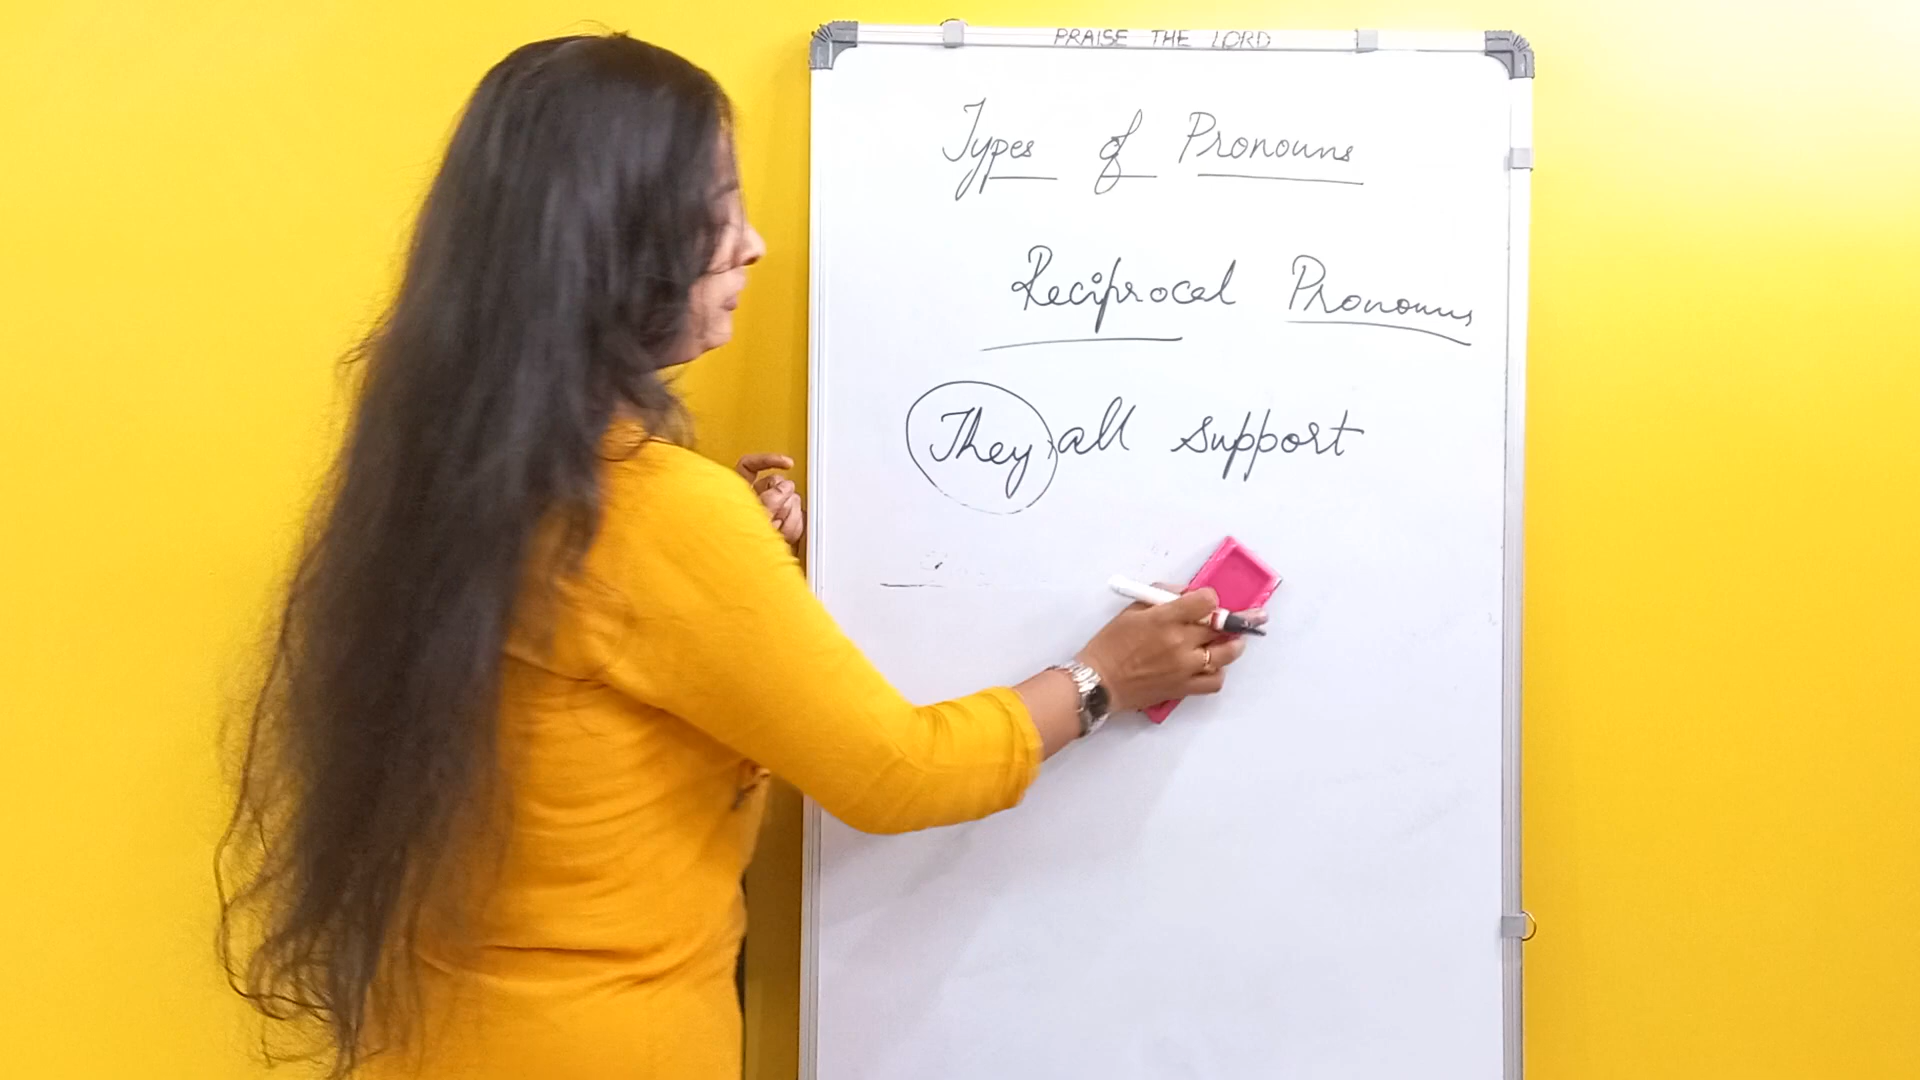 PRAISE THE LORD
Types of Pronouns
Reciprocal Pronouns
They all support